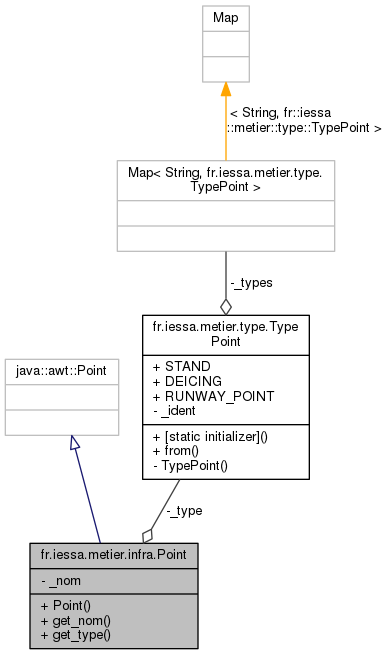 Map
< String, fr::iessa
::metier::type::TypePoint >
Map< String, fr.iessa.metier.type.
TypePoint >
-_types
fr.iessa.metier.type.Type
Point
+ STAND
+ DEICING
+ RUNWAY_POINT
- _ident
+ [static initializer]()
+ from()
- TypePoint()
java::awt::Point
-_type
fr.iessa.metier.infra.Point
- _nom
+ Point()
+ get_nom()
+ get_type()